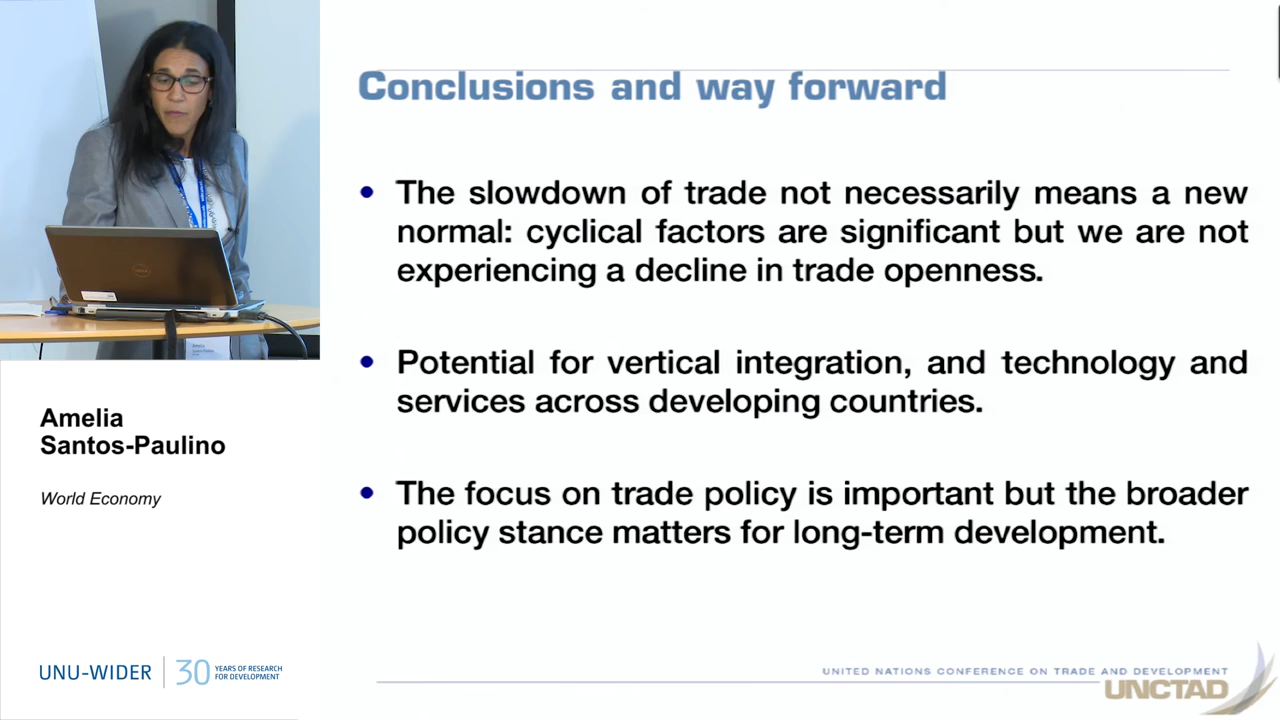 Conclusions and way forward
• The slowdown of trade not necessarily means a new
normal: cyclical factors are significant but we are not
experiencing a decline in trade openness.
• Potential for vertical integration, and technology and
services across developing countries.
• The focus on trade policy is important but the broader
policy stance matters for long-term development.
Amelia
Santos-Paulino
World Economy
UNU-WIDER
30 YEARS OF RESEARCH
FOR DEVELOPMENT
UNITED NATIONS CONFERENCE ON TRADE AND DEVELOPMENT
UNCTAD